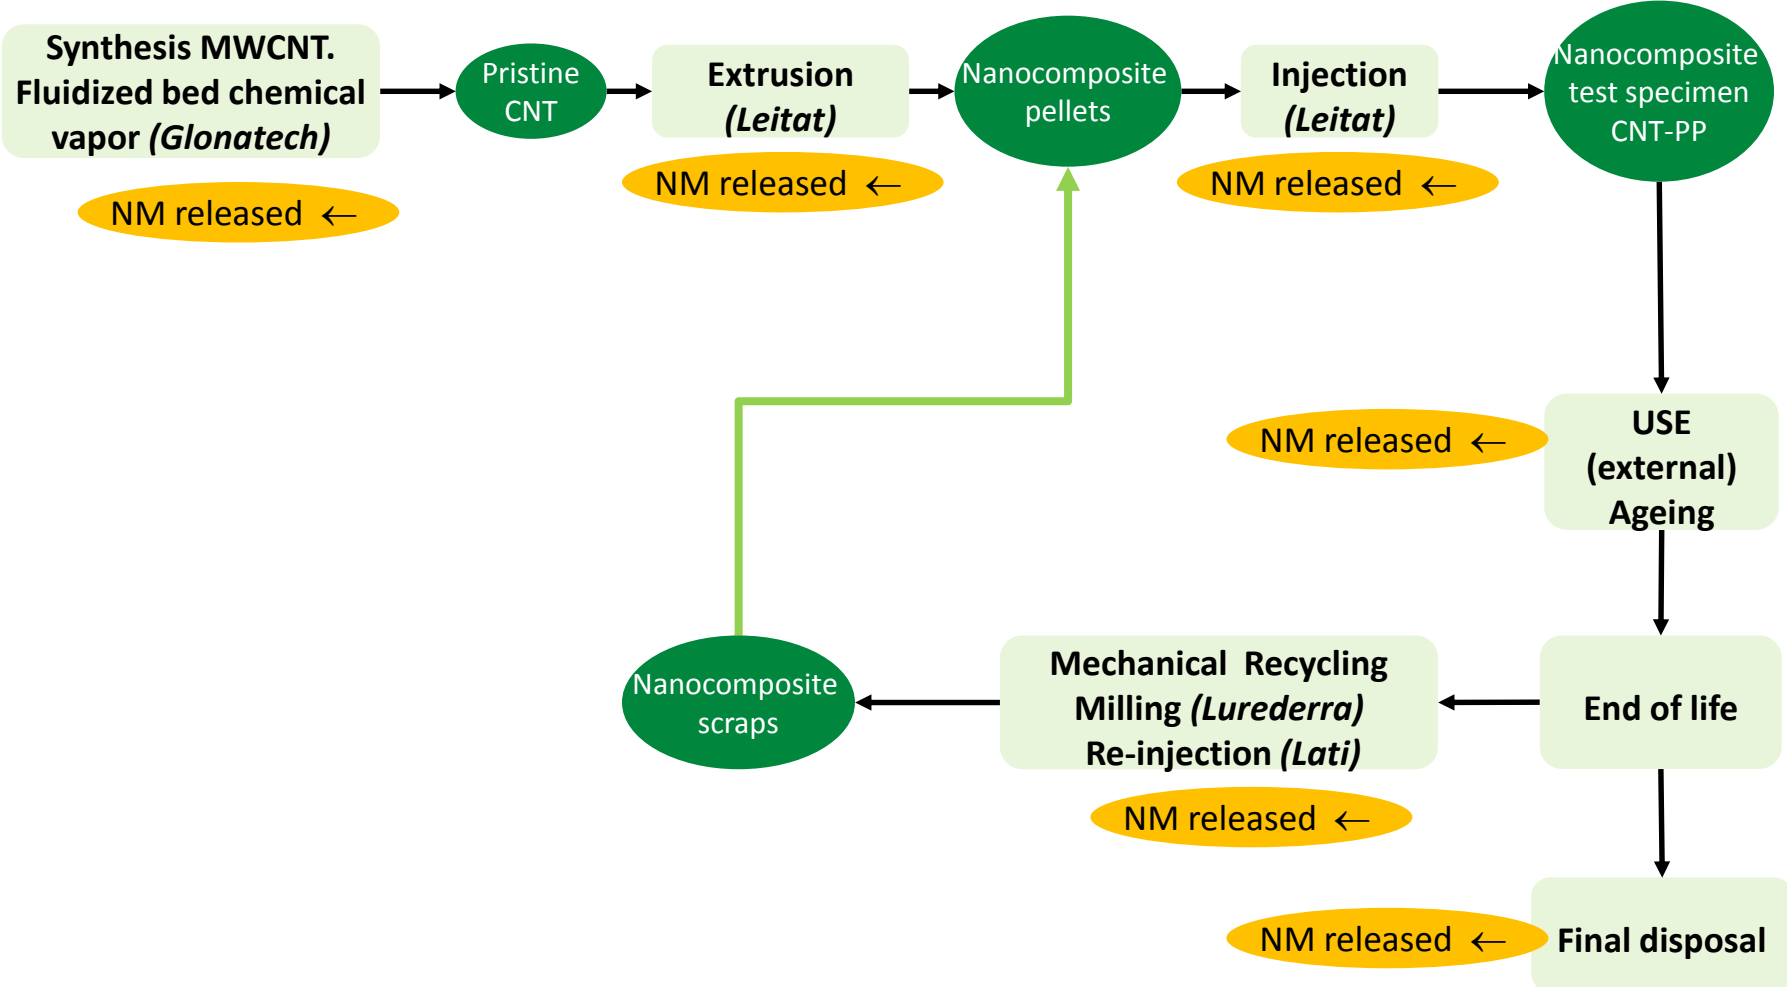 Synthesis MWCNT.
Fluidized bed chemical
vapor (Glonatech)
NM released ←
Pristine
CNT
Extrusion
(Leitat)
NM released ←
Nanocomposite
pellets
Injection
(Leitat)
NM released ←
Nanocomposite
test specimen
CNT-PP
USE
(external)
Ageing
NM released ←
End of life
Mechanical Recycling
Milling (Lurederra)
Re-injection (Lati)
NM released ←
Nanocomposite
scraps
Final disposal
NM released ←